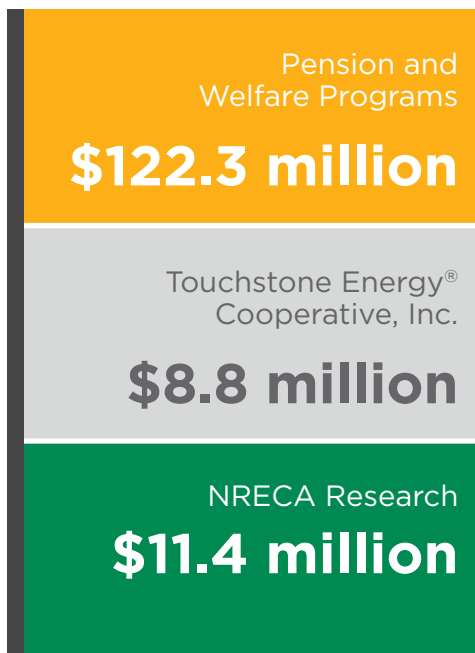 Pension and
Welfare Programs
$122.3 million
Touchstone Energy®
Cooperative, Inc.
$8.8 million
NRECA Research
$11.4 million